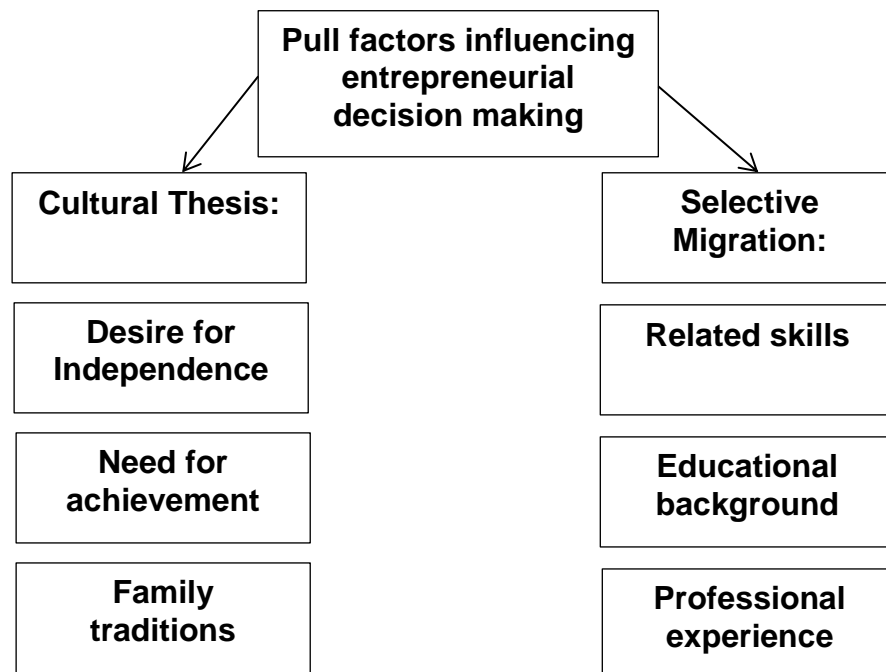 Pull factors influencing
entrepreneurial
decision making
Cultural Thesis:
Desire for
Independence
Need for
achievement
Family
traditions
Selective
Migration:
Related skills
Educational
background
Professional
experience